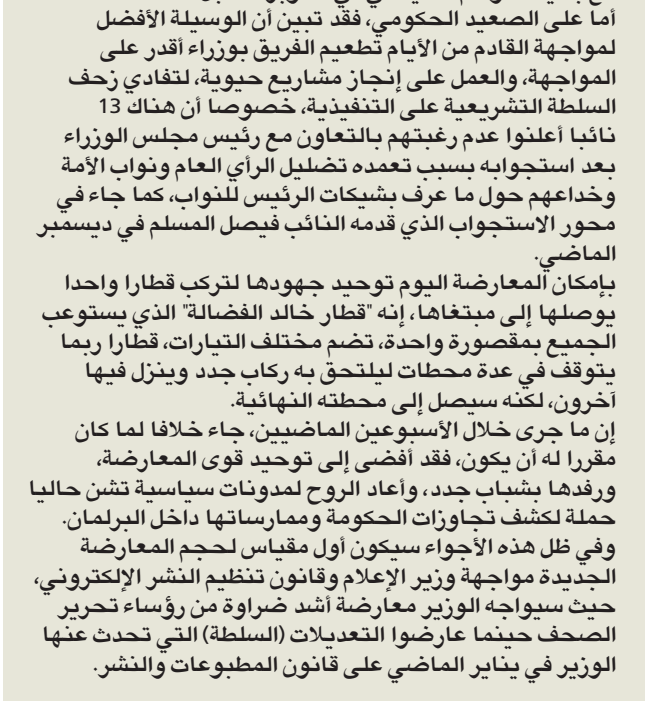 أما على الصعيد الحكومي، فقد تبين أن الوسيلة الأفضل
لمواجهة القادم من الأيام تطعيم الفريق بوزراء أقدر على
المواجهة، والعمل على إنجاز مشاريع حيوية، لتفادي زحف
السلطة التشريعية على التنفيذية، خصوصا أن هناك 13
نائبا أعلنوا عدم رغبتهم بالتعاون مع رئيس مجلس الوزراء
بعد استجوابه بسبب تعمده تضليل الرأي العام ونواب الأمة
وخداعهم حول ما عرف بشيكات الرئيس للنواب، كما جاء في
محور الاستجواب الذي قدمه النائب فيصل المسلم في ديسمبر
الماضي.
بإمكان المعارضة اليوم توحيد جهودها لتركب قطارا واحدا
يوصلها إلى مبتغاها، إنه "قطار خالد الفضالة" الذي يستوعب
الجميع بمقصورة واحدة، تضم مختلف التيارات، قطارا ربما
يتوقف في عدة محطات ليلتحق به ركاب جدد وينزل فيها
آخرون، لكنه سيصل إلى محطته النهائية.
إن ما جرى خلال الأسبوعين الماضيين، جاء خلافا لما كان
مقررا له أن يكون، فقد أفضى إلى توحيد قوى المعارضة،
ورفدها بشباب جدد، وأعاد الروح لمدونات سياسية تشن حاليا
حملة لكشف تجاوزات الحكومة وممارساتها داخل البرلمان.
وفي ظل هذه الأجواء سيكون أول مقياس لحجم المعارضة
الجديدة مواجهة وزير الإعلام وقانون تنظيم النشر الإلكتروني،
حيث سيواجه الوزير معارضة أشد ضراوة من رؤساء تحرير
الصحف حينما عارضوا التعديلات (السلطة) التي تحدث عنها
الوزير في يناير الماضي على قانون المطبوعات والنشر.